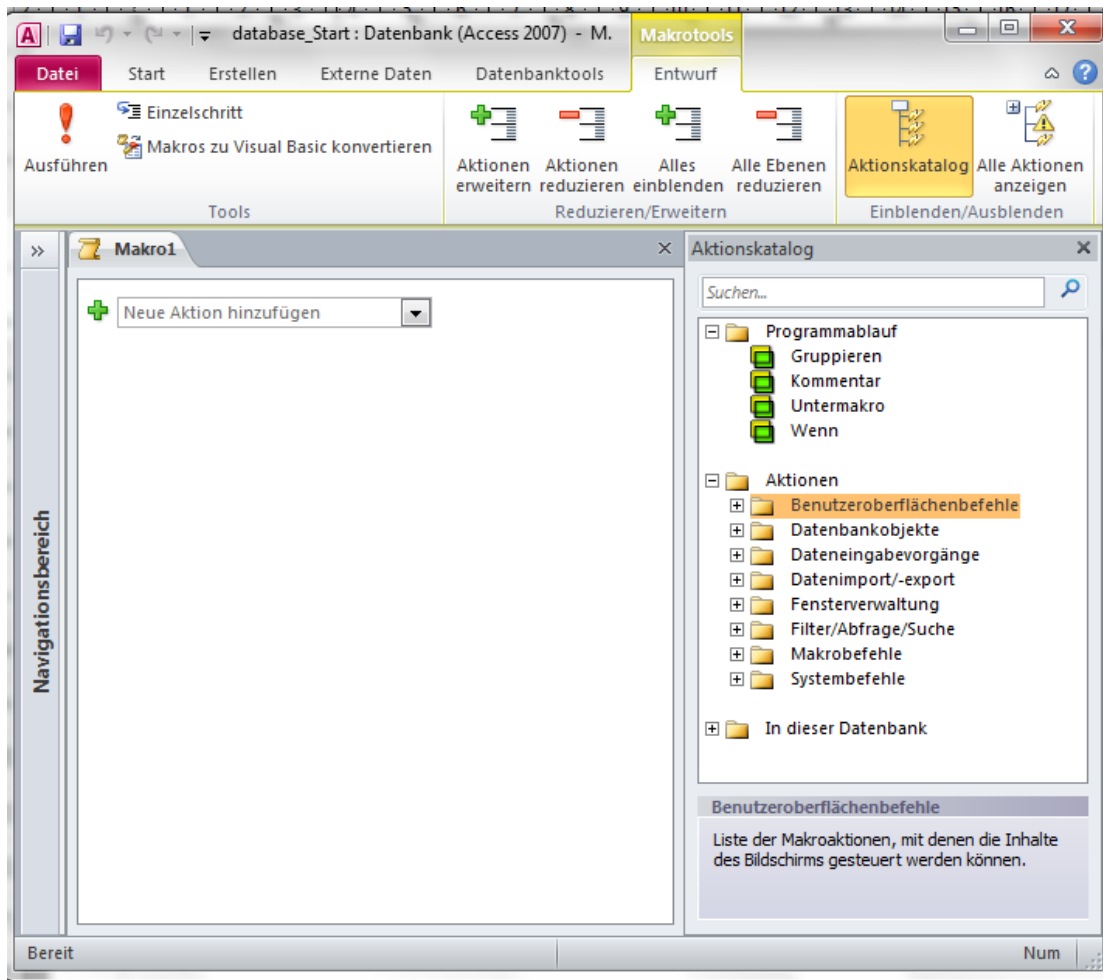 database_Start : Datenbank (Access 2007) - M.
Makrotools
Datei Start Erstellen Externe Daten Datenbanktools Entwurf
Ausführen
Einzelschritt
Makros zu Visual Basic konvertieren
Tools
Aktionen erweitern
Aktionen reduzieren
Alles einblenden
Alle Ebenen reduzieren
Reduzieren/Erweitern
Aktionskatalog
Alle Aktionen anzeigen
Einblenden/Ausblenden
Navigationsbereich
Makro1
Neue Aktion hinzufügen
Aktionskatalog
Suchen...
Programmablauf
Gruppieren
Kommentar
Untermakro
Wenn
Aktionen
Benutzeroberflächenbefehle
Datenbankobjekte
Dateneingabevorgänge
Datenimport/-export
Fensterverwaltung
Filter/Abfrage/Suche
Makrobefehle
Systembefehle
In dieser Datenbank
Benutzeroberflächenbefehle
Liste der Makroaktionen, mit denen die Inhalte
des Bildschirms gesteuert werden können.
Bereit
Num